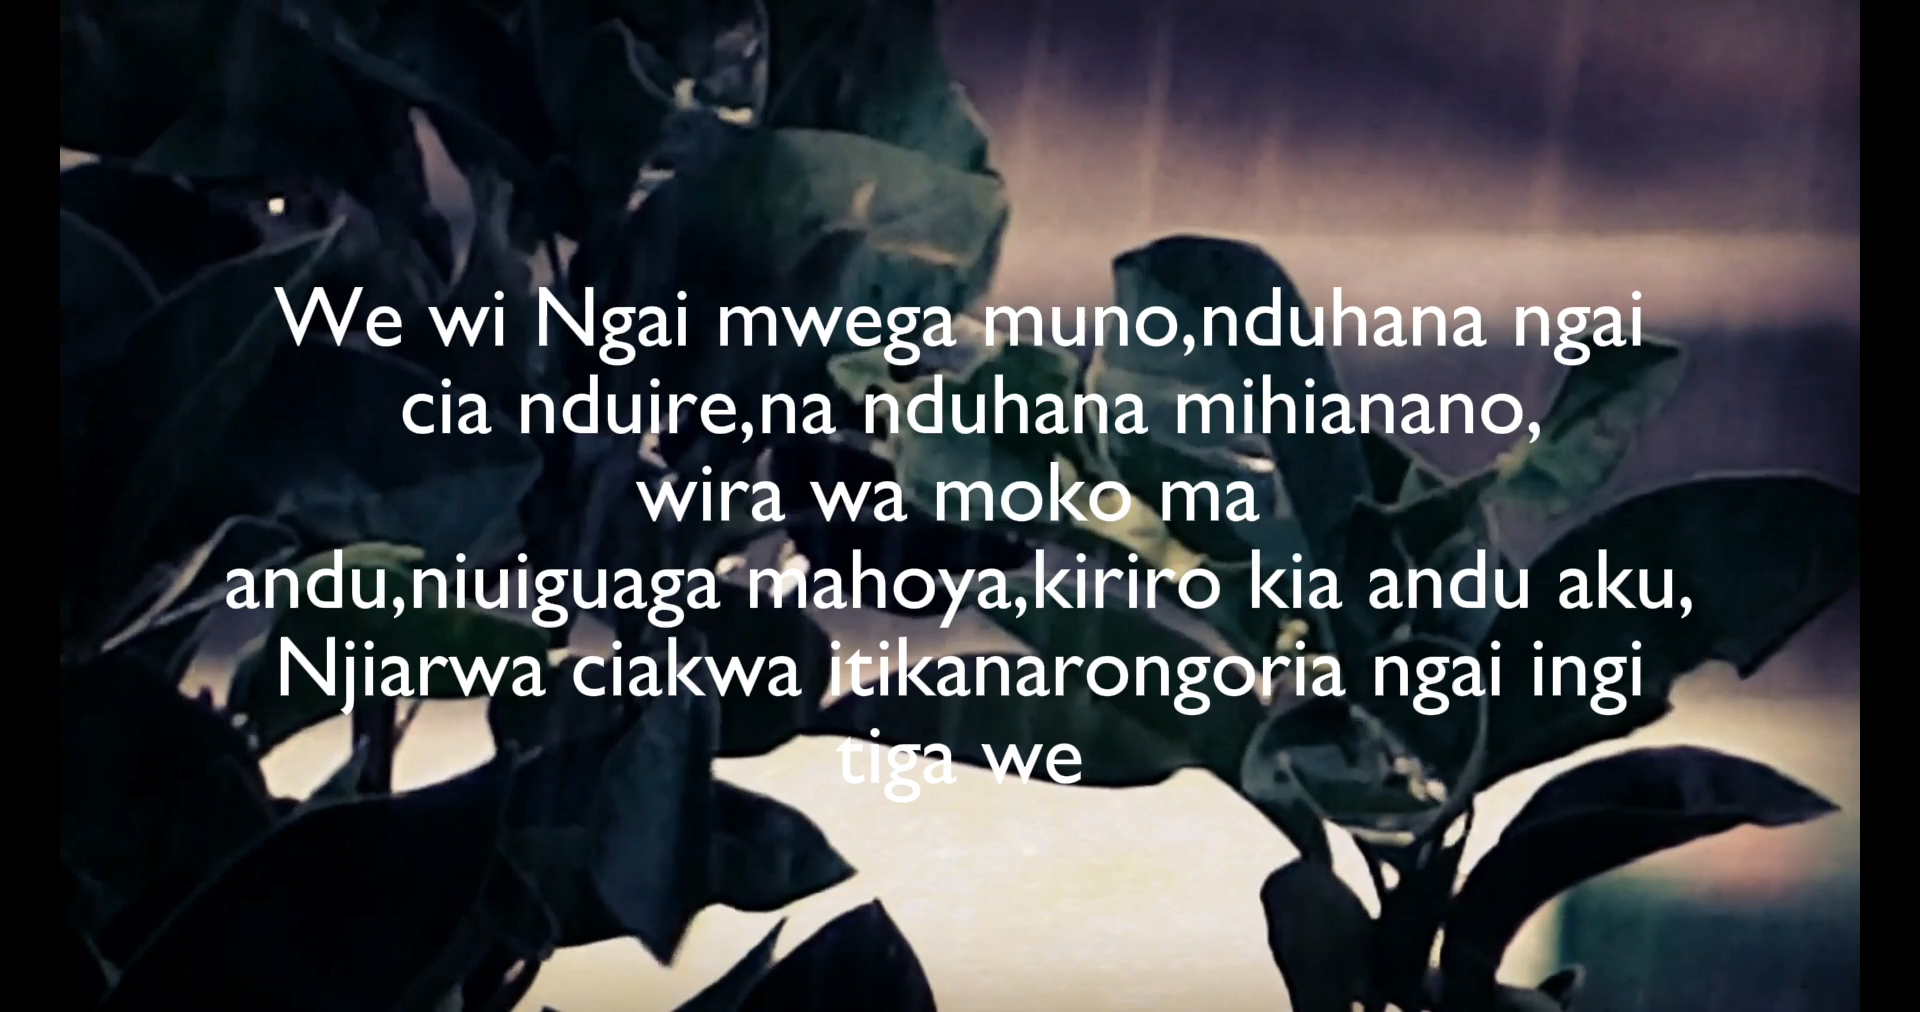 We wi Ngai mwega muno,nduhana ngai
cia nduire,na nduhana mihianano,
wira wa moko ma
andu,niuiguaga mahoya,kiriro kia andu aku,
Njiarwa ciakwa itikanarongoria ngai ingi
tiga we